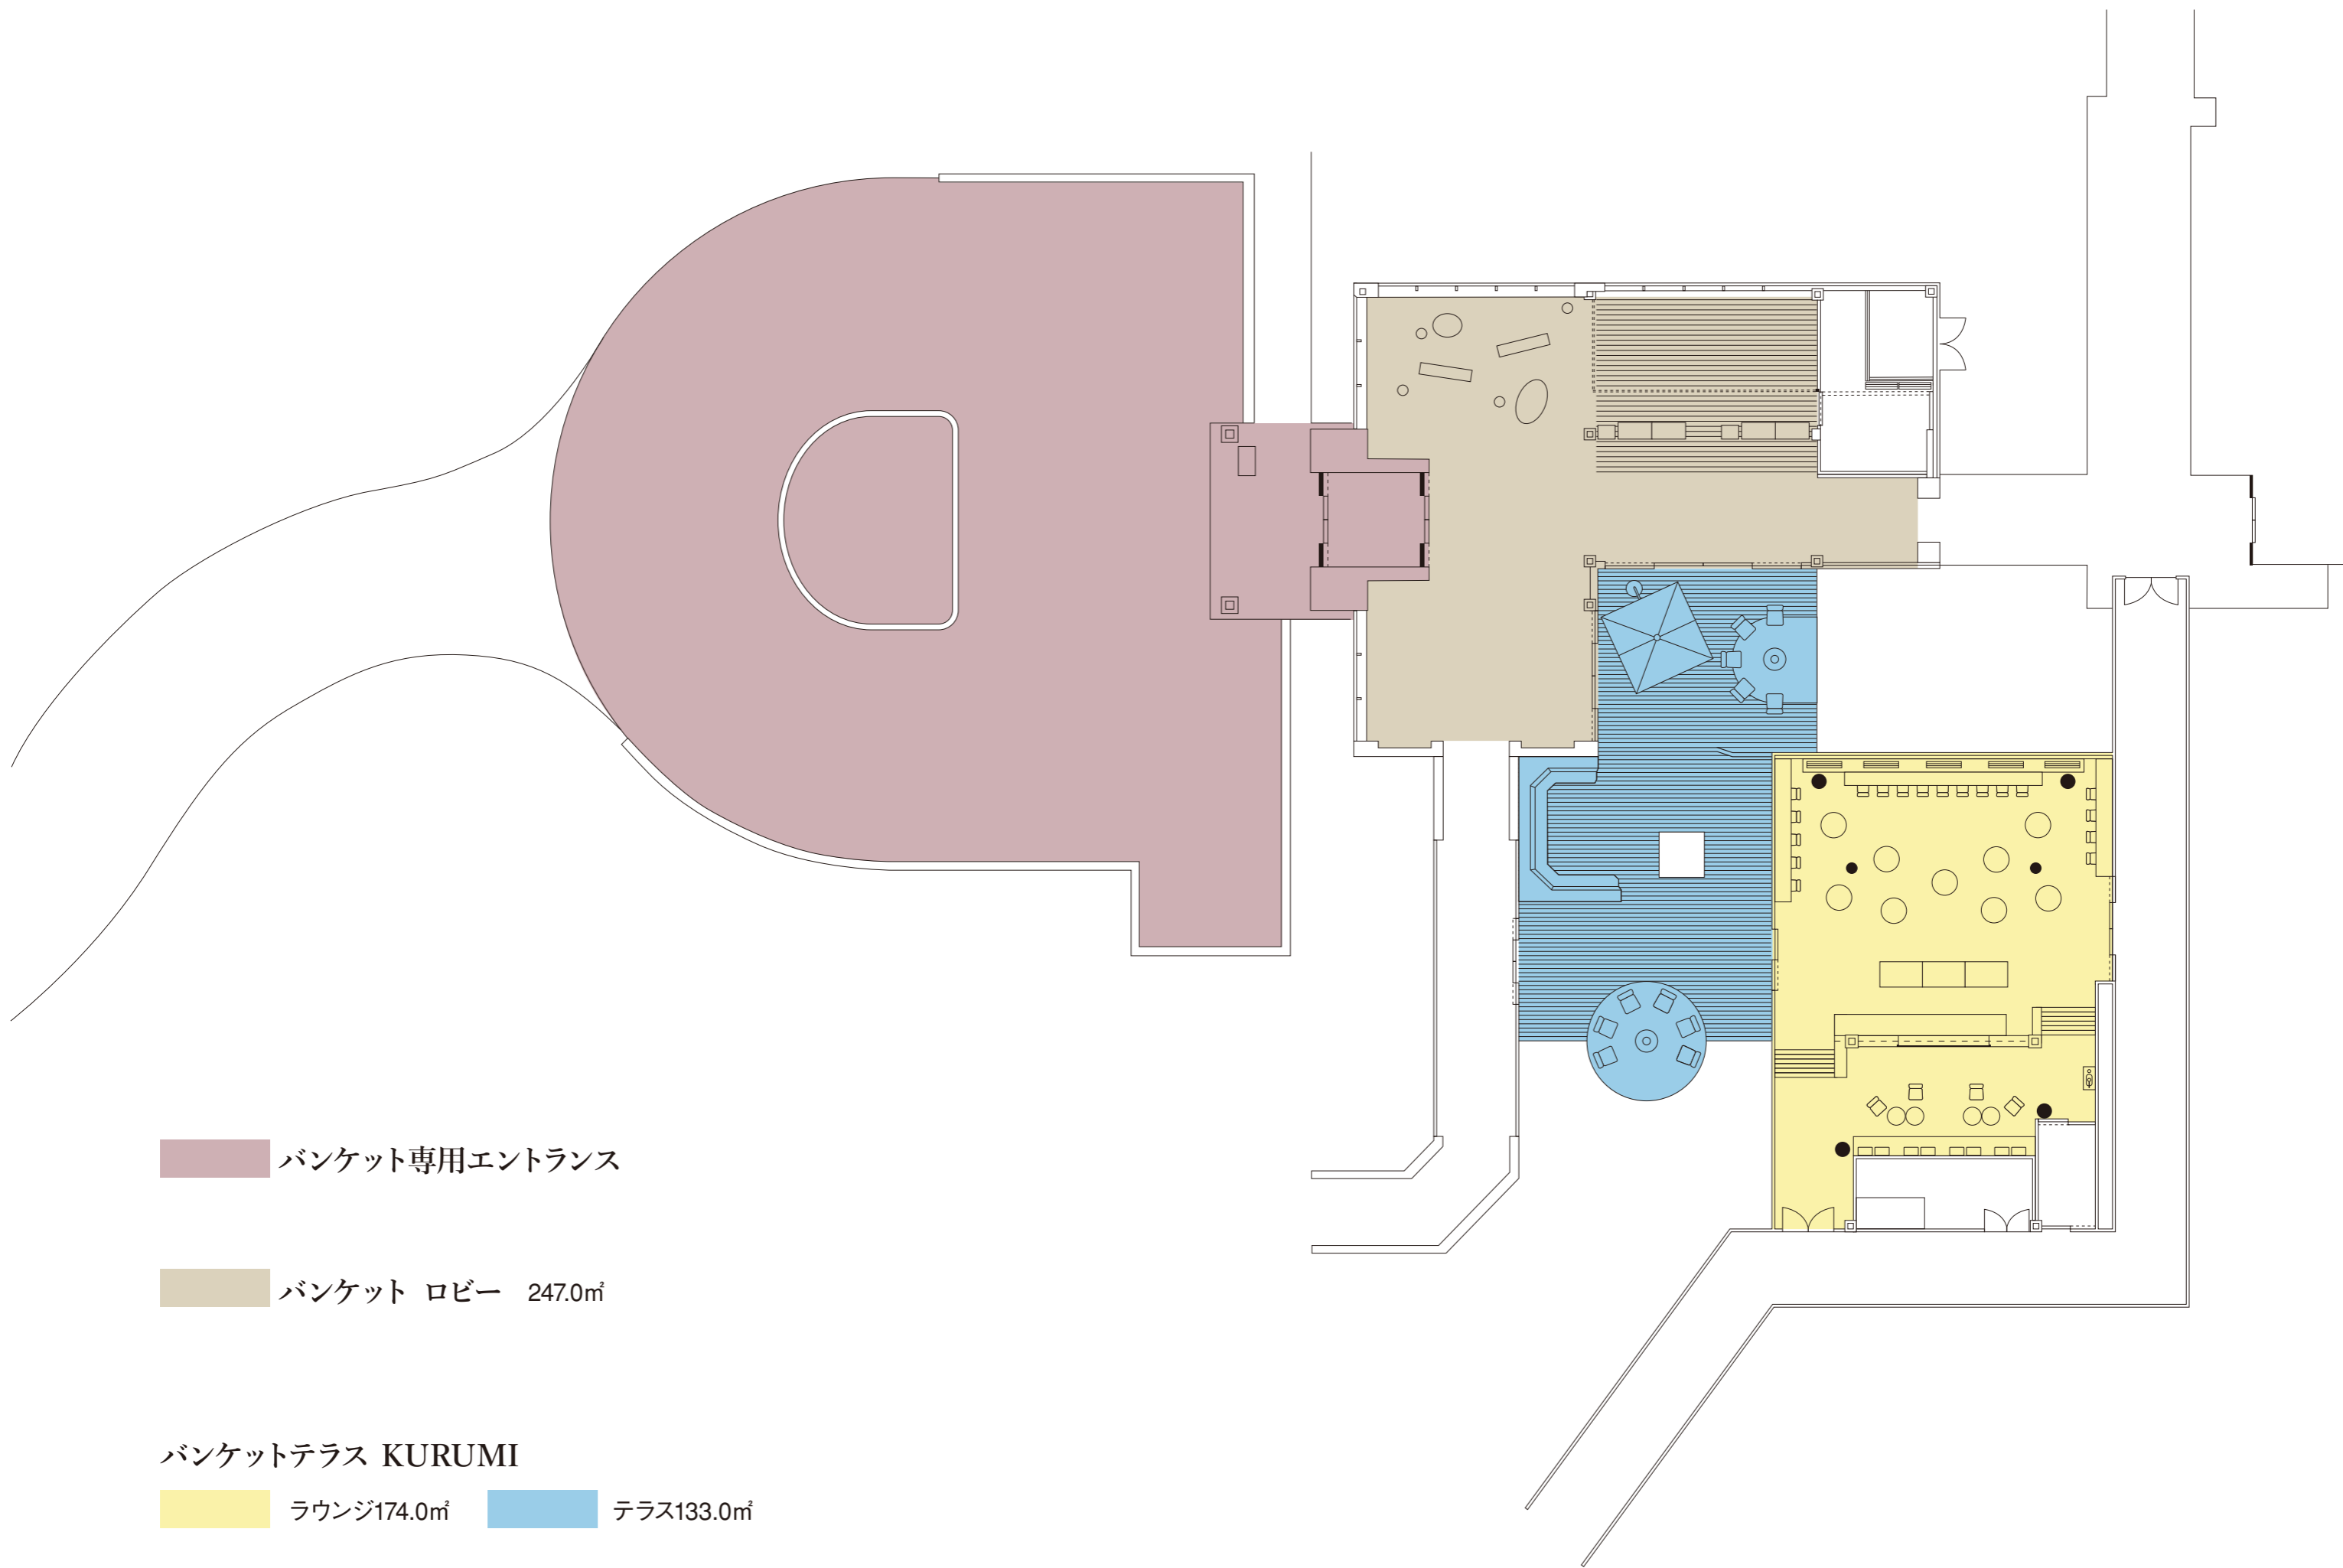 バンケット専用エントランス
バンケット ロビー 247.0㎡
バンケットテラス KURUMI
ラウンジ174.0㎡ テラス133.0㎡